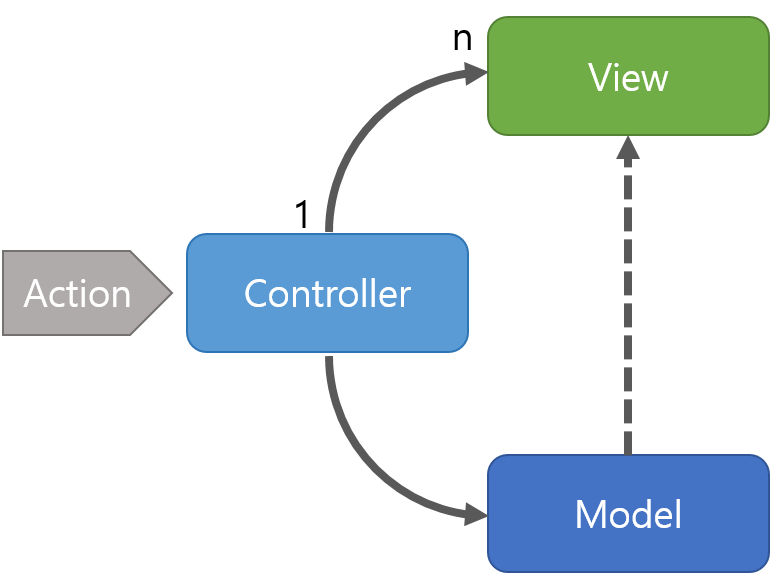 n
View
1
Action
Controller
Model